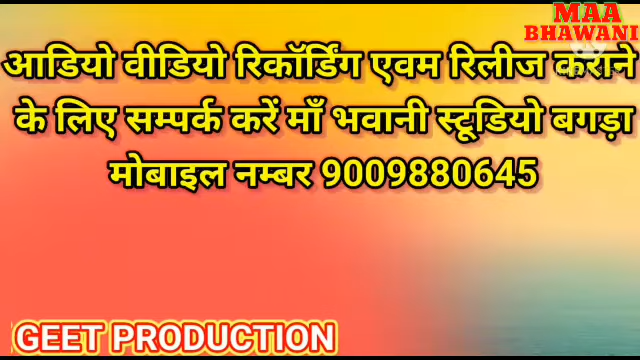 MAA
BHAWANI
आडियो वीडियो रिकॉर्डिंग एवम रिलीज कराने
के लिए सम्पर्क करें माँ भवानी स्टूडियो बगड़ा
मोबाइल नम्बर 9009880645
GEET PRODUCTION